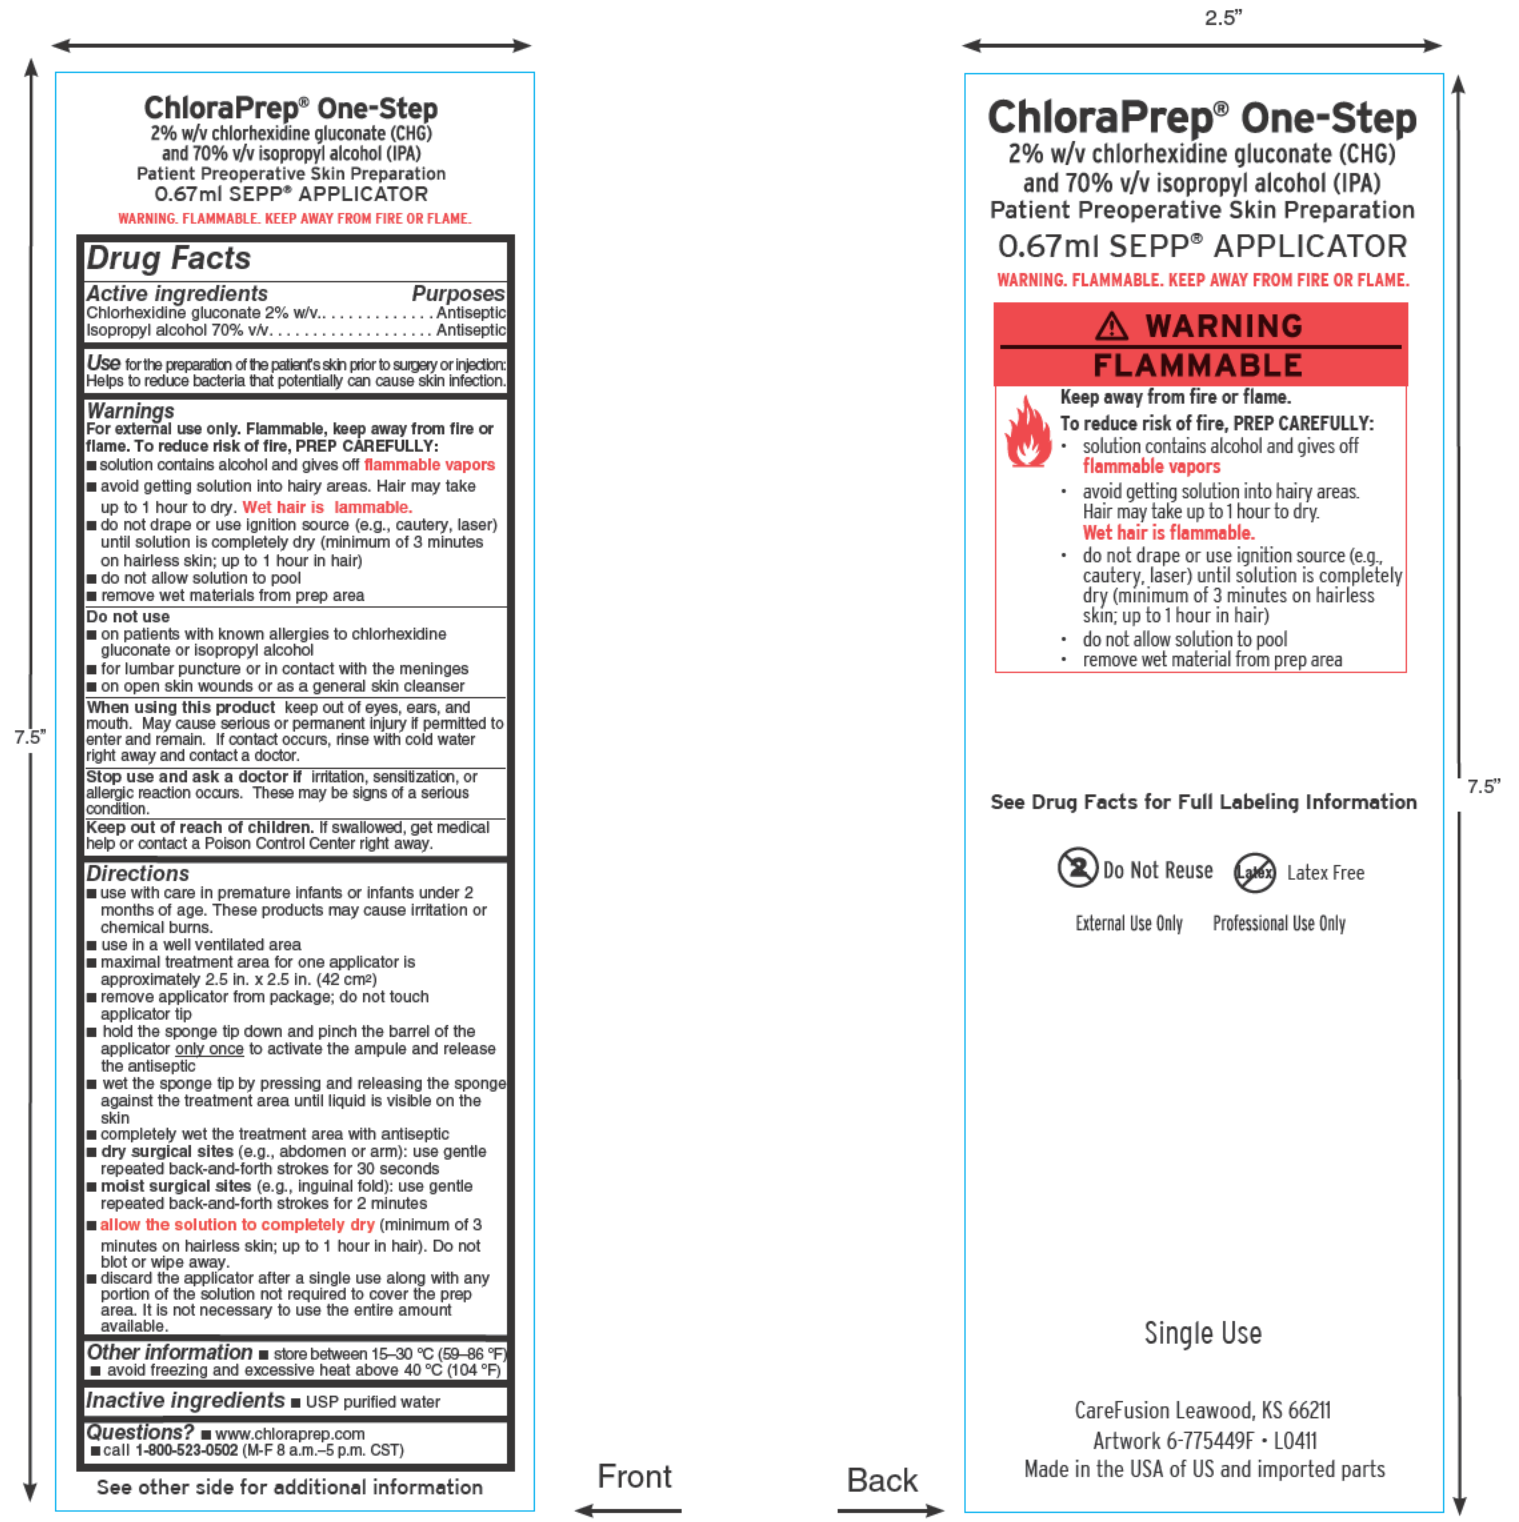 2.5"
ChloraPrep® One-Step
2% w/v chlorhexidine gluconate (CHG)
and 70% v/v isopropyl alcohol (IPA)
Patient Preoperative Skin Preparation
0.67ml SEPP® APPLICATOR
WARNING. FLAMMABLE. KEEP AWAY FROM FIRE OR FLAME.
Drug Facts
Active ingredients Purposes
Chlorhexidine gluconate 2% w/v.. . . . . . . . . . . . . Antiseptic
Isopropyl alcohol 70% v/v. . . . . . . . . . . . . . . . . . . Antiseptic
Use for the preparation of the patient's skin prior to surgery or injection:
Helps to reduce bacteria that potentially can cause skin infection.
Warnings
For external use only. Flammable, keep away from fire or
flame. To reduce risk of fire, PREP CAREFULLY:
■ solution contains alcohol and gives off flammable vapors
■ avoid getting solution into hairy areas. Hair may take
up to 1 hour to dry. Wet hair is lammable.
■ do not drape or use ignition source (e.g., cautery, laser)
until solution is completely dry (minimum of 3 minutes
on hairless skin; up to 1 hour in hair)
■ do not allow solution to pool
■ remove wet materials from prep area
Do not use
■ on patients with known allergies to chlorhexidine
gluconate or isopropyl alcohol
■ for lumbar puncture or in contact with the meninges
■ on open skin wounds or as a general skin cleanser
When using this product keep out of eyes, ears, and
mouth. May cause serious or permanent injury if permitted to
enter and remain. If contact occurs, rinse with cold water
right away and contact a doctor.
Stop use and ask a doctor if irritation, sensitization, or
allergic reaction occurs. These may be signs of a serious
condition.
Keep out of reach of children. If swallowed, get medical
help or contact a Poison Control Center right away.
Directions
■ use with care in premature infants or infants under 2
months of age. These products may cause irritation or
chemical burns.
■ use in a well ventilated area
■ maximal treatment area for one applicator is
approximately 2.5 in. x 2.5 in. (42 cm²)
■ remove applicator from package; do not touch
applicator tip
■ hold the sponge tip down and pinch the barrel of the
applicator only once to activate the ampule and release
the antiseptic
■ wet the sponge tip by pressing and releasing the sponge
against the treatment area until liquid is visible on the
skin
■ completely wet the treatment area with antiseptic
■ dry surgical sites (e.g., abdomen or arm): use gentle
repeated back-and-forth strokes for 30 seconds
■ moist surgical sites (e.g., inguinal fold): use gentle
repeated back-and-forth strokes for 2 minutes
■ allow the solution to completely dry (minimum of 3
minutes on hairless skin; up to 1 hour in hair). Do not
blot or wipe away.
■ discard the applicator after a single use along with any
portion of the solution not required to cover the prep
area. It is not necessary to use the entire amount
available.
Other information ■ store between 15–30 °C (59–86 °F)
■ avoid freezing and excessive heat above 40 °C (104 °F)
Inactive ingredients ■ USP purified water
Questions? ■ www.chloraprep.com
■ call 1-800-523-0502 (M-F 8 a.m.–5 p.m. CST)
See other side for additional information
7.5"
Front
Back
ChloraPrep® One-Step
2% w/v chlorhexidine gluconate (CHG)
and 70% v/v isopropyl alcohol (IPA)
Patient Preoperative Skin Preparation
0.67ml SEPP® APPLICATOR
WARNING. FLAMMABLE. KEEP AWAY FROM FIRE OR FLAME.
WARNING
FLAMMABLE
Keep away from fire or flame.
To reduce risk of fire, PREP CAREFULLY:
• solution contains alcohol and gives off
flammable vapors
• avoid getting solution into hairy areas.
Hair may take up to 1 hour to dry.
Wet hair is flammable.
• do not drape or use ignition source (e.g.,
cautery, laser) until solution is completely
dry (minimum of 3 minutes on hairless
skin; up to 1 hour in hair)
• do not allow solution to pool
• remove wet material from prep area
7.5"
See Drug Facts for Full Labeling Information
2 Do Not Reuse Latex Latex Free
External Use Only Professional Use Only
Single Use
CareFusion Leawood, KS 66211
Artwork 6-775449F • L0411
Made in the USA of US and imported parts